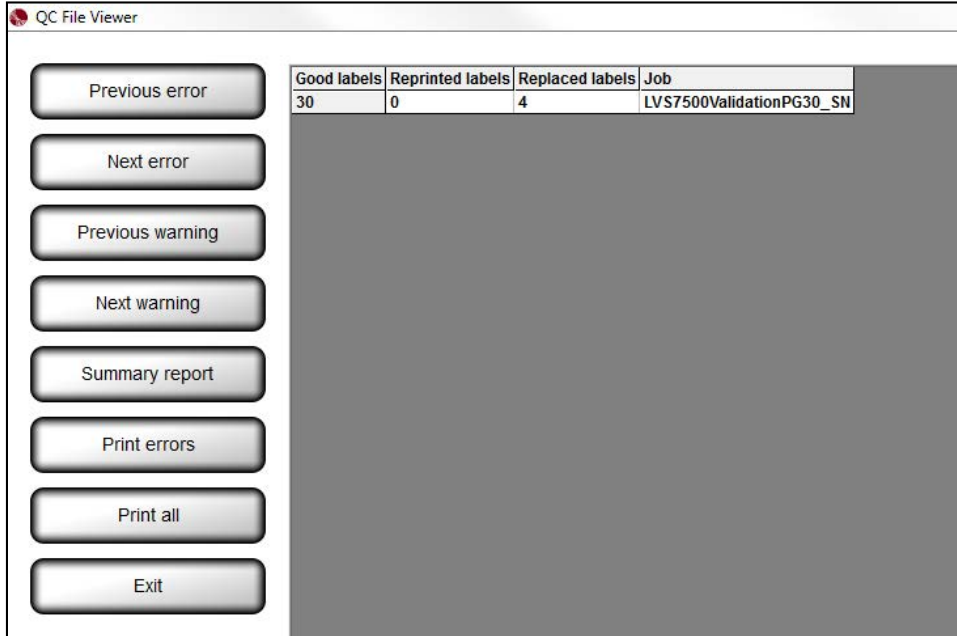 QC File Viewer
Previous error
Next error
Previous warning
Next warning
Summary report
Print errors
Print all
Exit
Good labels Reprinted labels Replaced labels Job
30 0 4 LVS7500ValidationPG30_SN